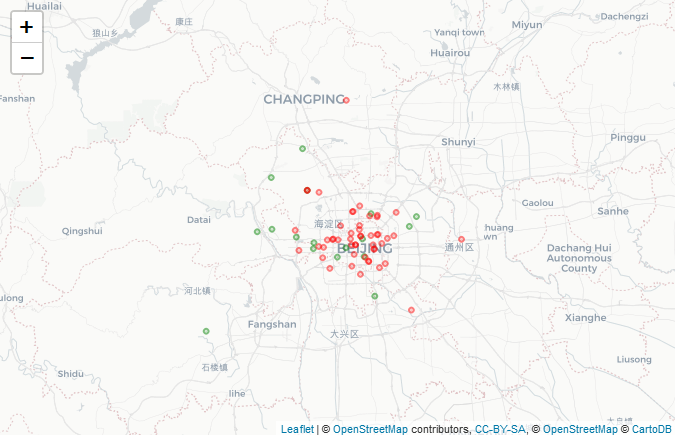 Huailai
康庄
Dachengzi
Miyun
+
银山乡
Yanqi town
Huairou
−
木林镇
Fanshan
CHANGPING
Shunyi
Pinggu
Gaolou
Sanhe
Datai
海淀区
Qingshui
huang
wn
通州区
BEIJING
Dachang Hui
Autonomous
County
河北镇
ulong
Xianghe
Fangshan
大兴区
Liusong
石楼镇
Shidu
lihe
Leaflet | © OpenStreetMap contributors, CC-BY-SA, © OpenStreetMap © CartoDB